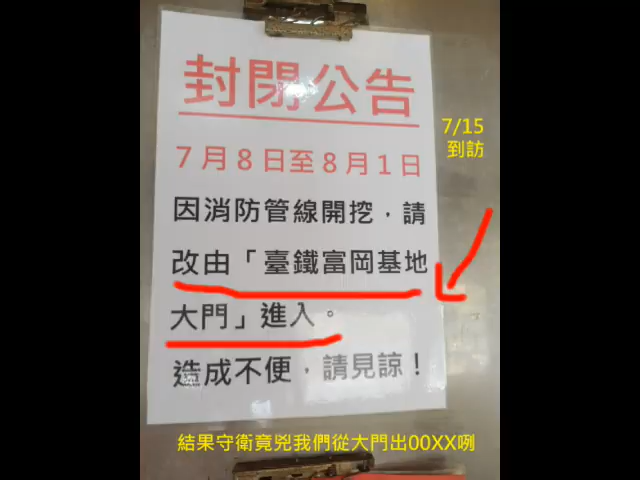 封閉公告
7月8日至8月1日
因消防管線開挖，請
改由「臺鐵富岡基地
大門」進入。
造成不便，請見諒！
7/15
到訪
結果守衛竟兇我們從大門出00XX咧